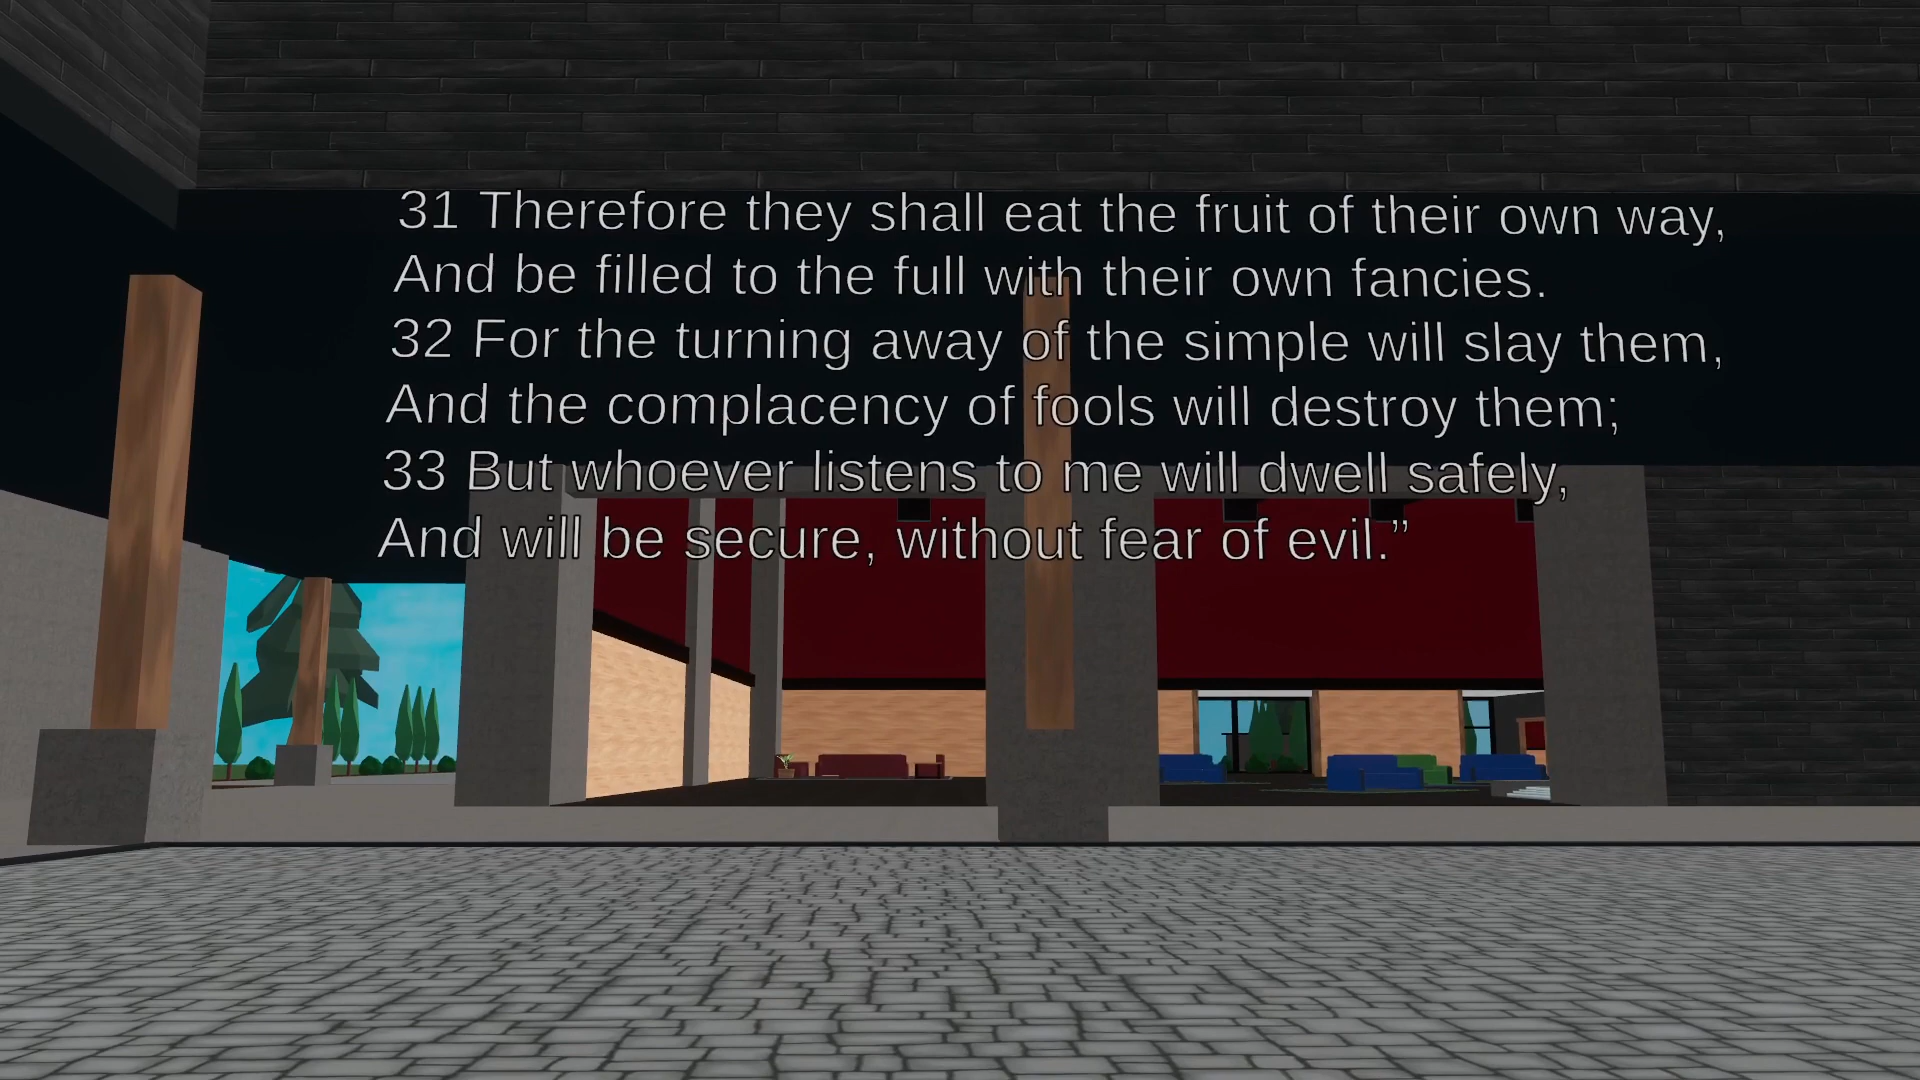 31 Therefore they shall eat the fruit of their own way,
And be filled to the full with their own fancies.
32 For the turning away of the simple will slay them,
And the complacency of fools will destroy them;
33 But whoever listens to me will dwell safely,
And will be secure, without fear of evil.”